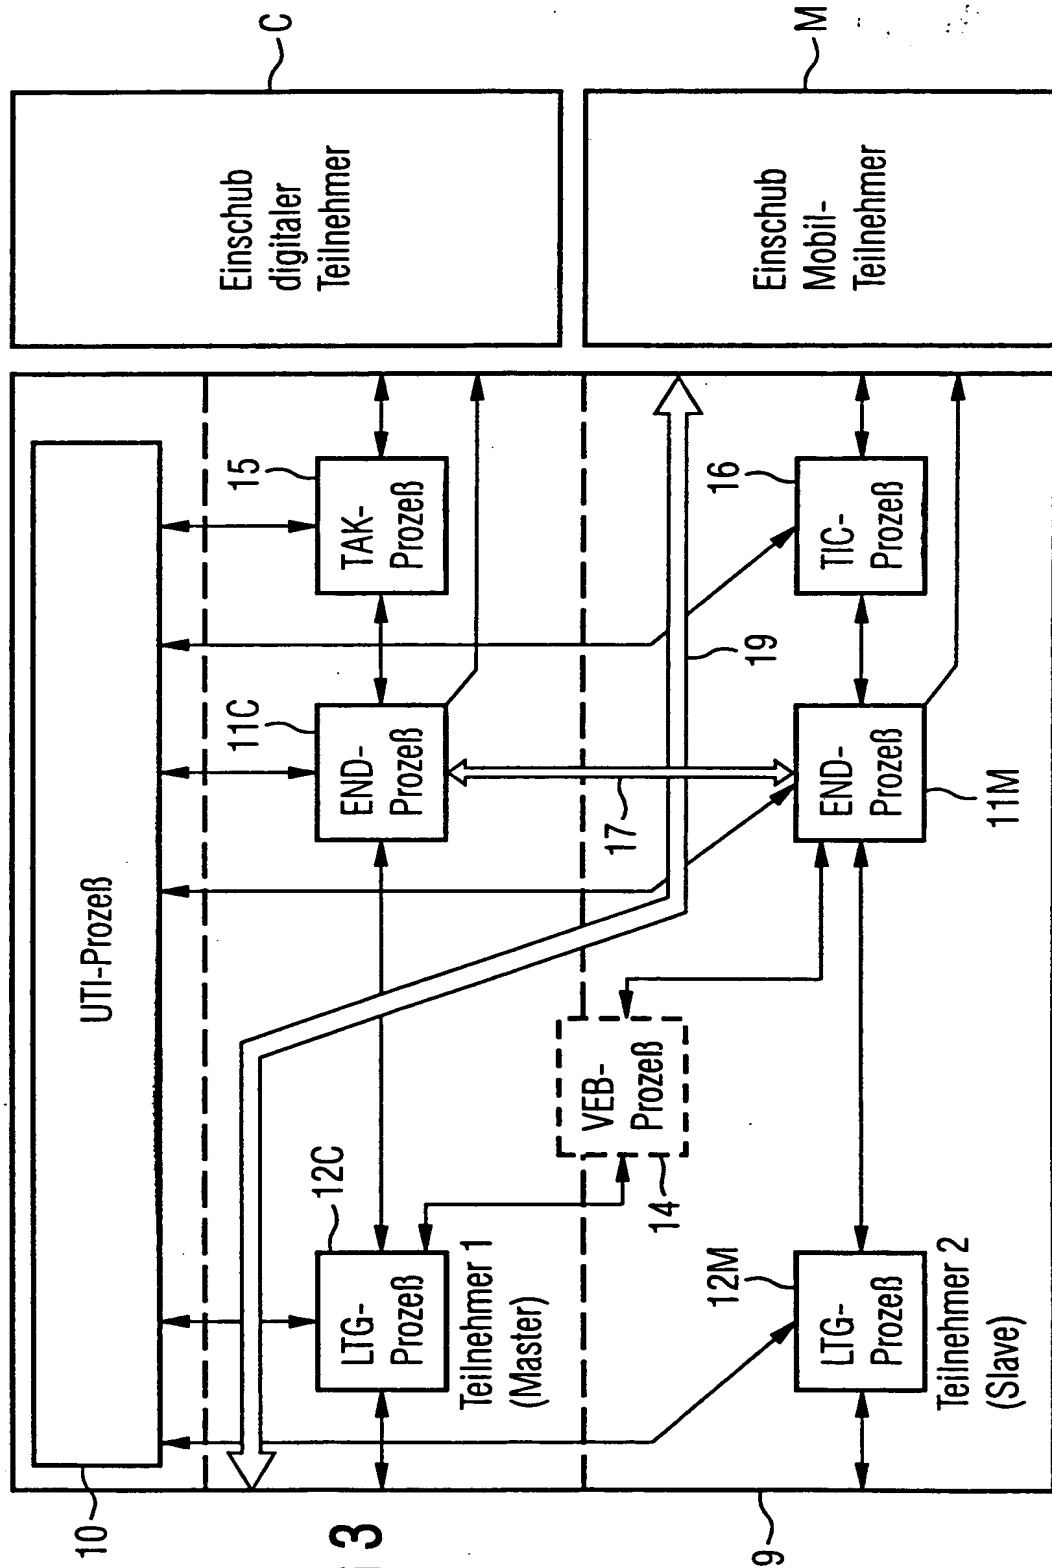 10
UTI-Prozeß
12C
LTG-
Prozeß
Teilnehmer 1
(Master)
11C
END-
Prozeß
15
TAK-
Prozeß
Einschub
digitaler
Teilnehmer
C
3
14
VEB-
Prozeß
17
19
9
12M
LTG-
Prozeß
Teilnehmer 2
(Slave)
11M
END-
Prozeß
16
TIC-
Prozeß
Einschub
Mobil-
Teilnehmer
M